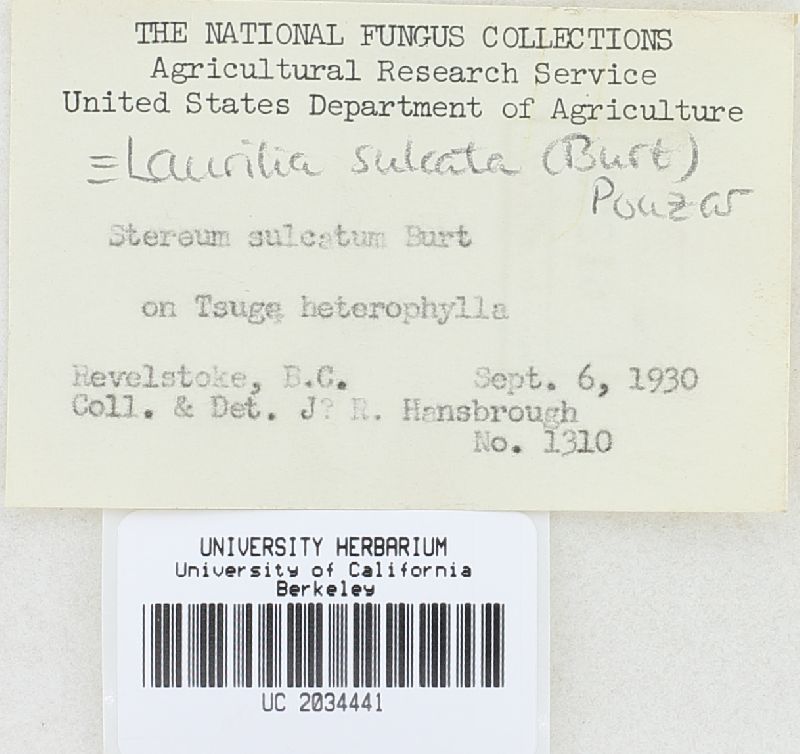 THE NATIONAL FUNGUS COLLECTIONS
Agricultural Research Service
United States Department of Agriculture
=Laurilia sulcata (Burt)
Pouzar
Stereum sulcatum Burt
on Tsuga heterophylla
Revelstoke, B.C. Sept. 6, 1930
Coll. & Det. J? R. Hansbrough
No. 1310
UNIVERSITY HERBARIUM
University of California
Berkeley
UC 2034441